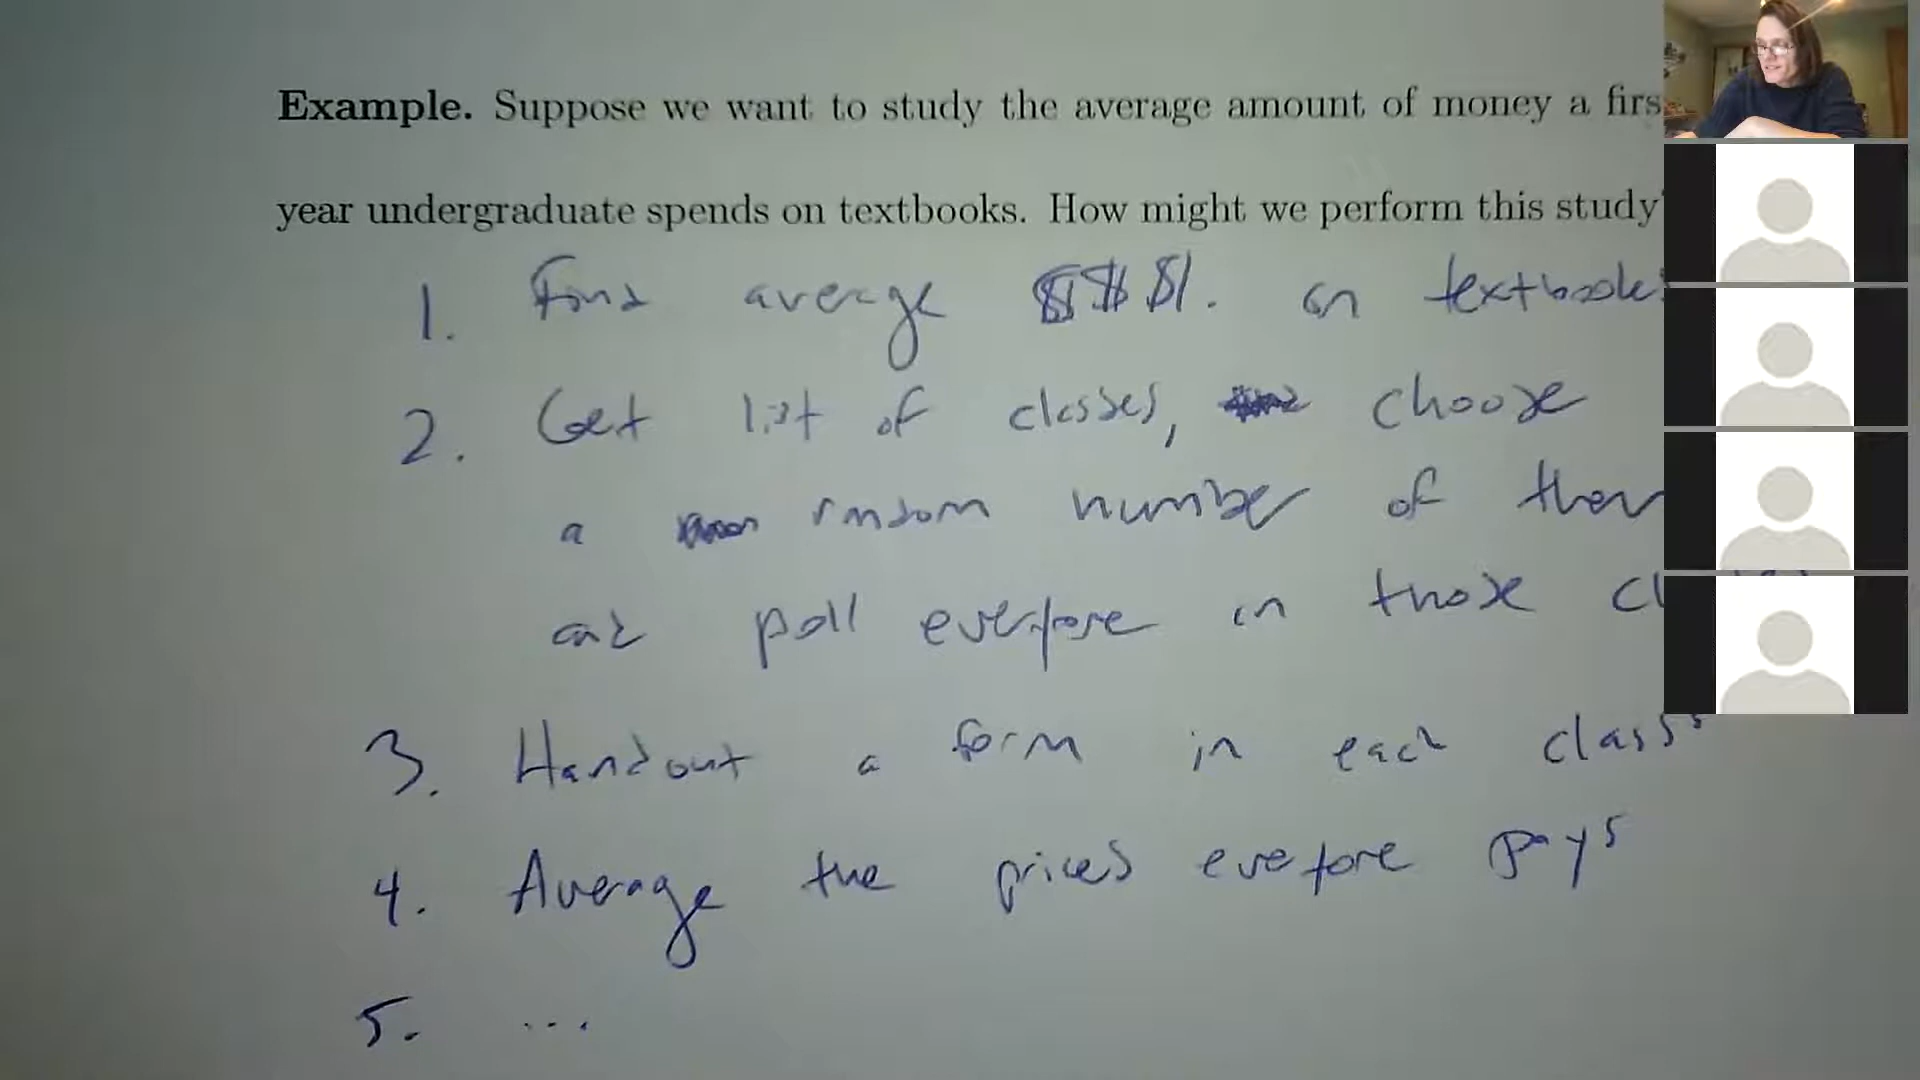 Example. Suppose we want to study the average amount of money a firs
year undergraduate spends on textbooks. How might we perform this study
1. Find average $$$. on textbooks
2. Get list of classes, choose
a random number of them
and poll everyone in those cl
3. Handout a form in each class
4. Average the prices everyone pays
5. ...